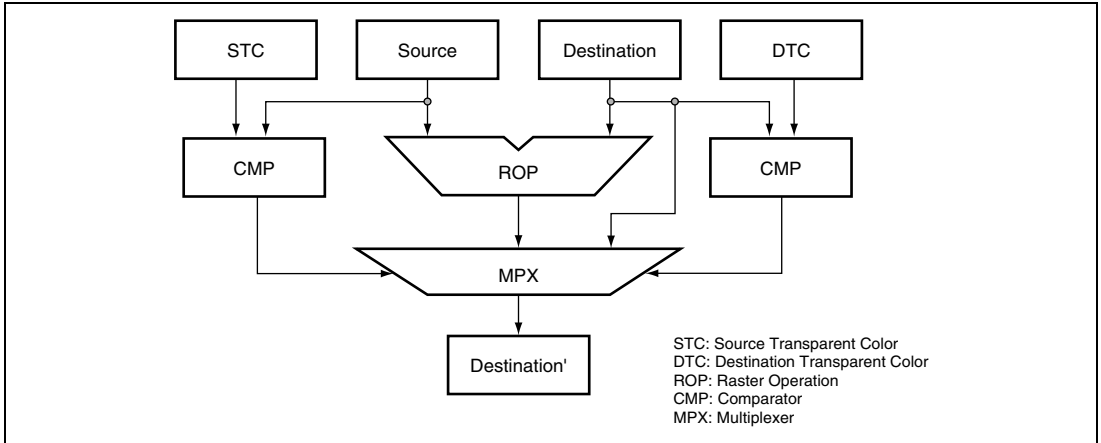 STC
Source
Destination
DTC
CMP
ROP
CMP
MPX
Destination'
STC: Source Transparent Color
DTC: Destination Transparent Color
ROP: Raster Operation
CMP: Comparator
MPX: Multiplexer